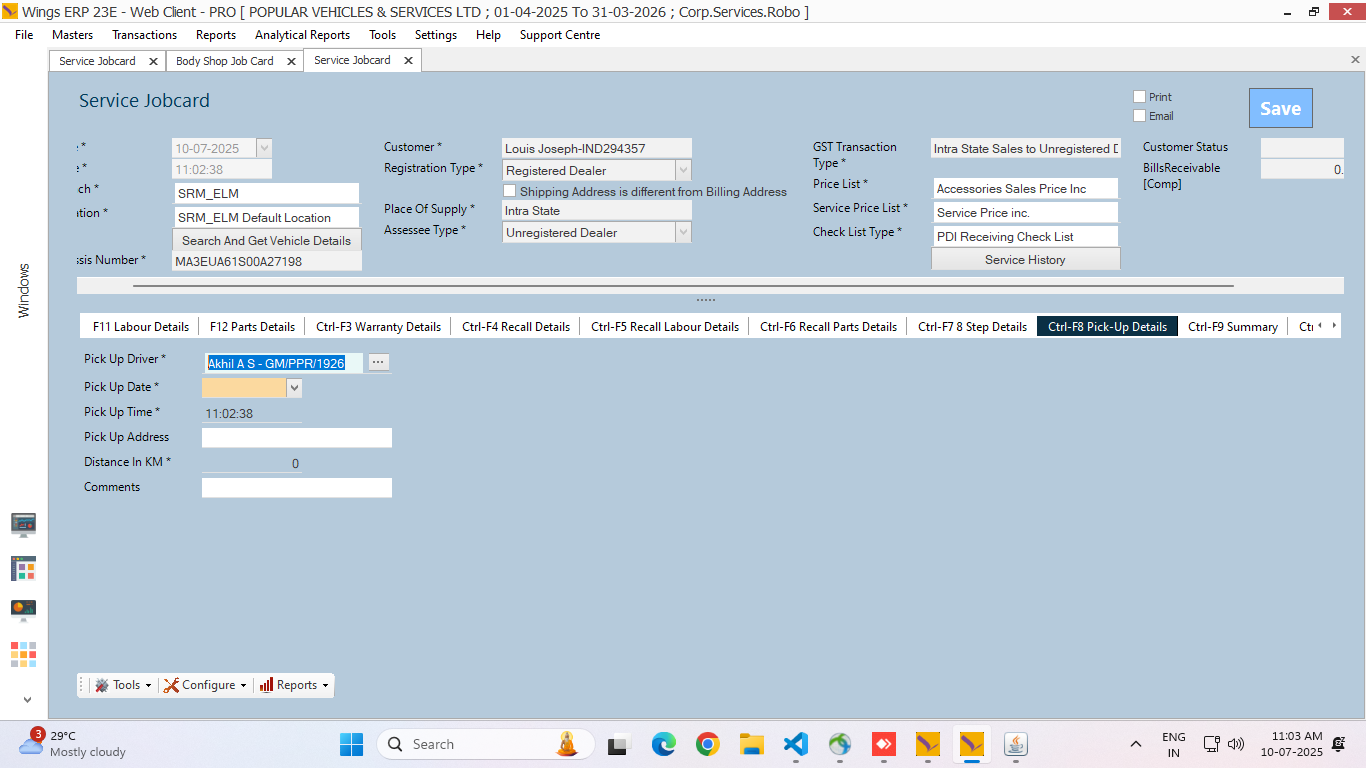 Wings ERP 23E - Web Client - PRO [ POPULAR VEHICLES & SERVICES LTD ; 01-04-2025 To 31-03-2026 ; Corp.Services.Robo ]
File Masters Transactions Reports Analytical Reports Tools Settings Help Support Centre
Service Jobcard Body Shop Job Card Service Jobcard
Windows
Service Jobcard
Print
Email
Save
10-07-2025
11:02:38
ch *
SRM_ELM
ation *
SRM_ELM Default Location
Search And Get Vehicle Details
ssis Number *
MA3EUA61S00A27198
Customer *
Louis Joseph-IND294357
Registration Type *
Registered Dealer
Shipping Address is different from Billing Address
Place Of Supply *
Intra State
Assessee Type *
Unregistered Dealer
GST Transaction
Type *
Intra State Sales to Unregistered D
Price List *
Accessories Sales Price Inc
Service Price List *
Service Price inc.
Check List Type *
PDI Receiving Check List
Service History
Customer Status
BillsReceivable
[Comp]
0.
F11 Labour Details F12 Parts Details Ctrl-F3 Warranty Details Ctrl-F4 Recall Details Ctrl-F5 Recall Labour Details Ctrl-F6 Recall Parts Details Ctrl-F7 8 Step Details Ctrl-F8 Pick-Up Details Ctrl-F9 Summary Ct
Pick Up Driver *
Akhil A S - GM/PPR/1926
...
Pick Up Date *
Pick Up Time *
11:02:38
Pick Up Address
Distance In KM *
0
Comments
Tools Configure Reports
3
29°C
Mostly cloudy
Search
ENG
IN
11:03 AM
10-07-2025